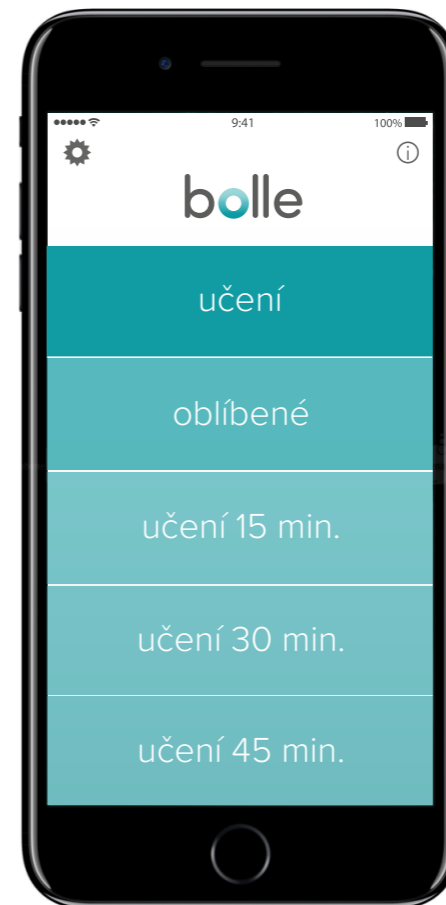 9:41
100%
bolle
učení
oblíbené
učení 15 min.
učení 30 min.
učení 45 min.